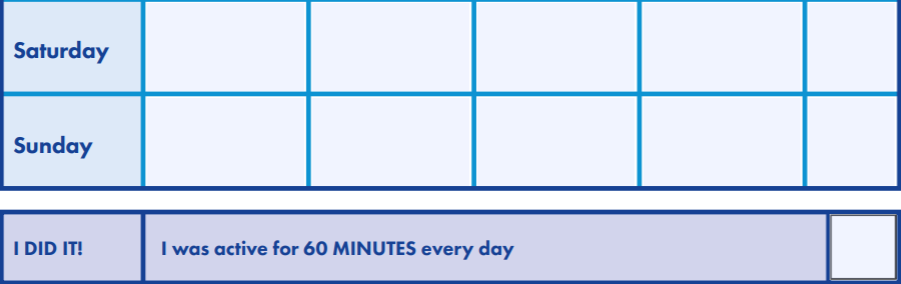 Saturday
Sunday
I DID IT! I was active for 60 MINUTES every day